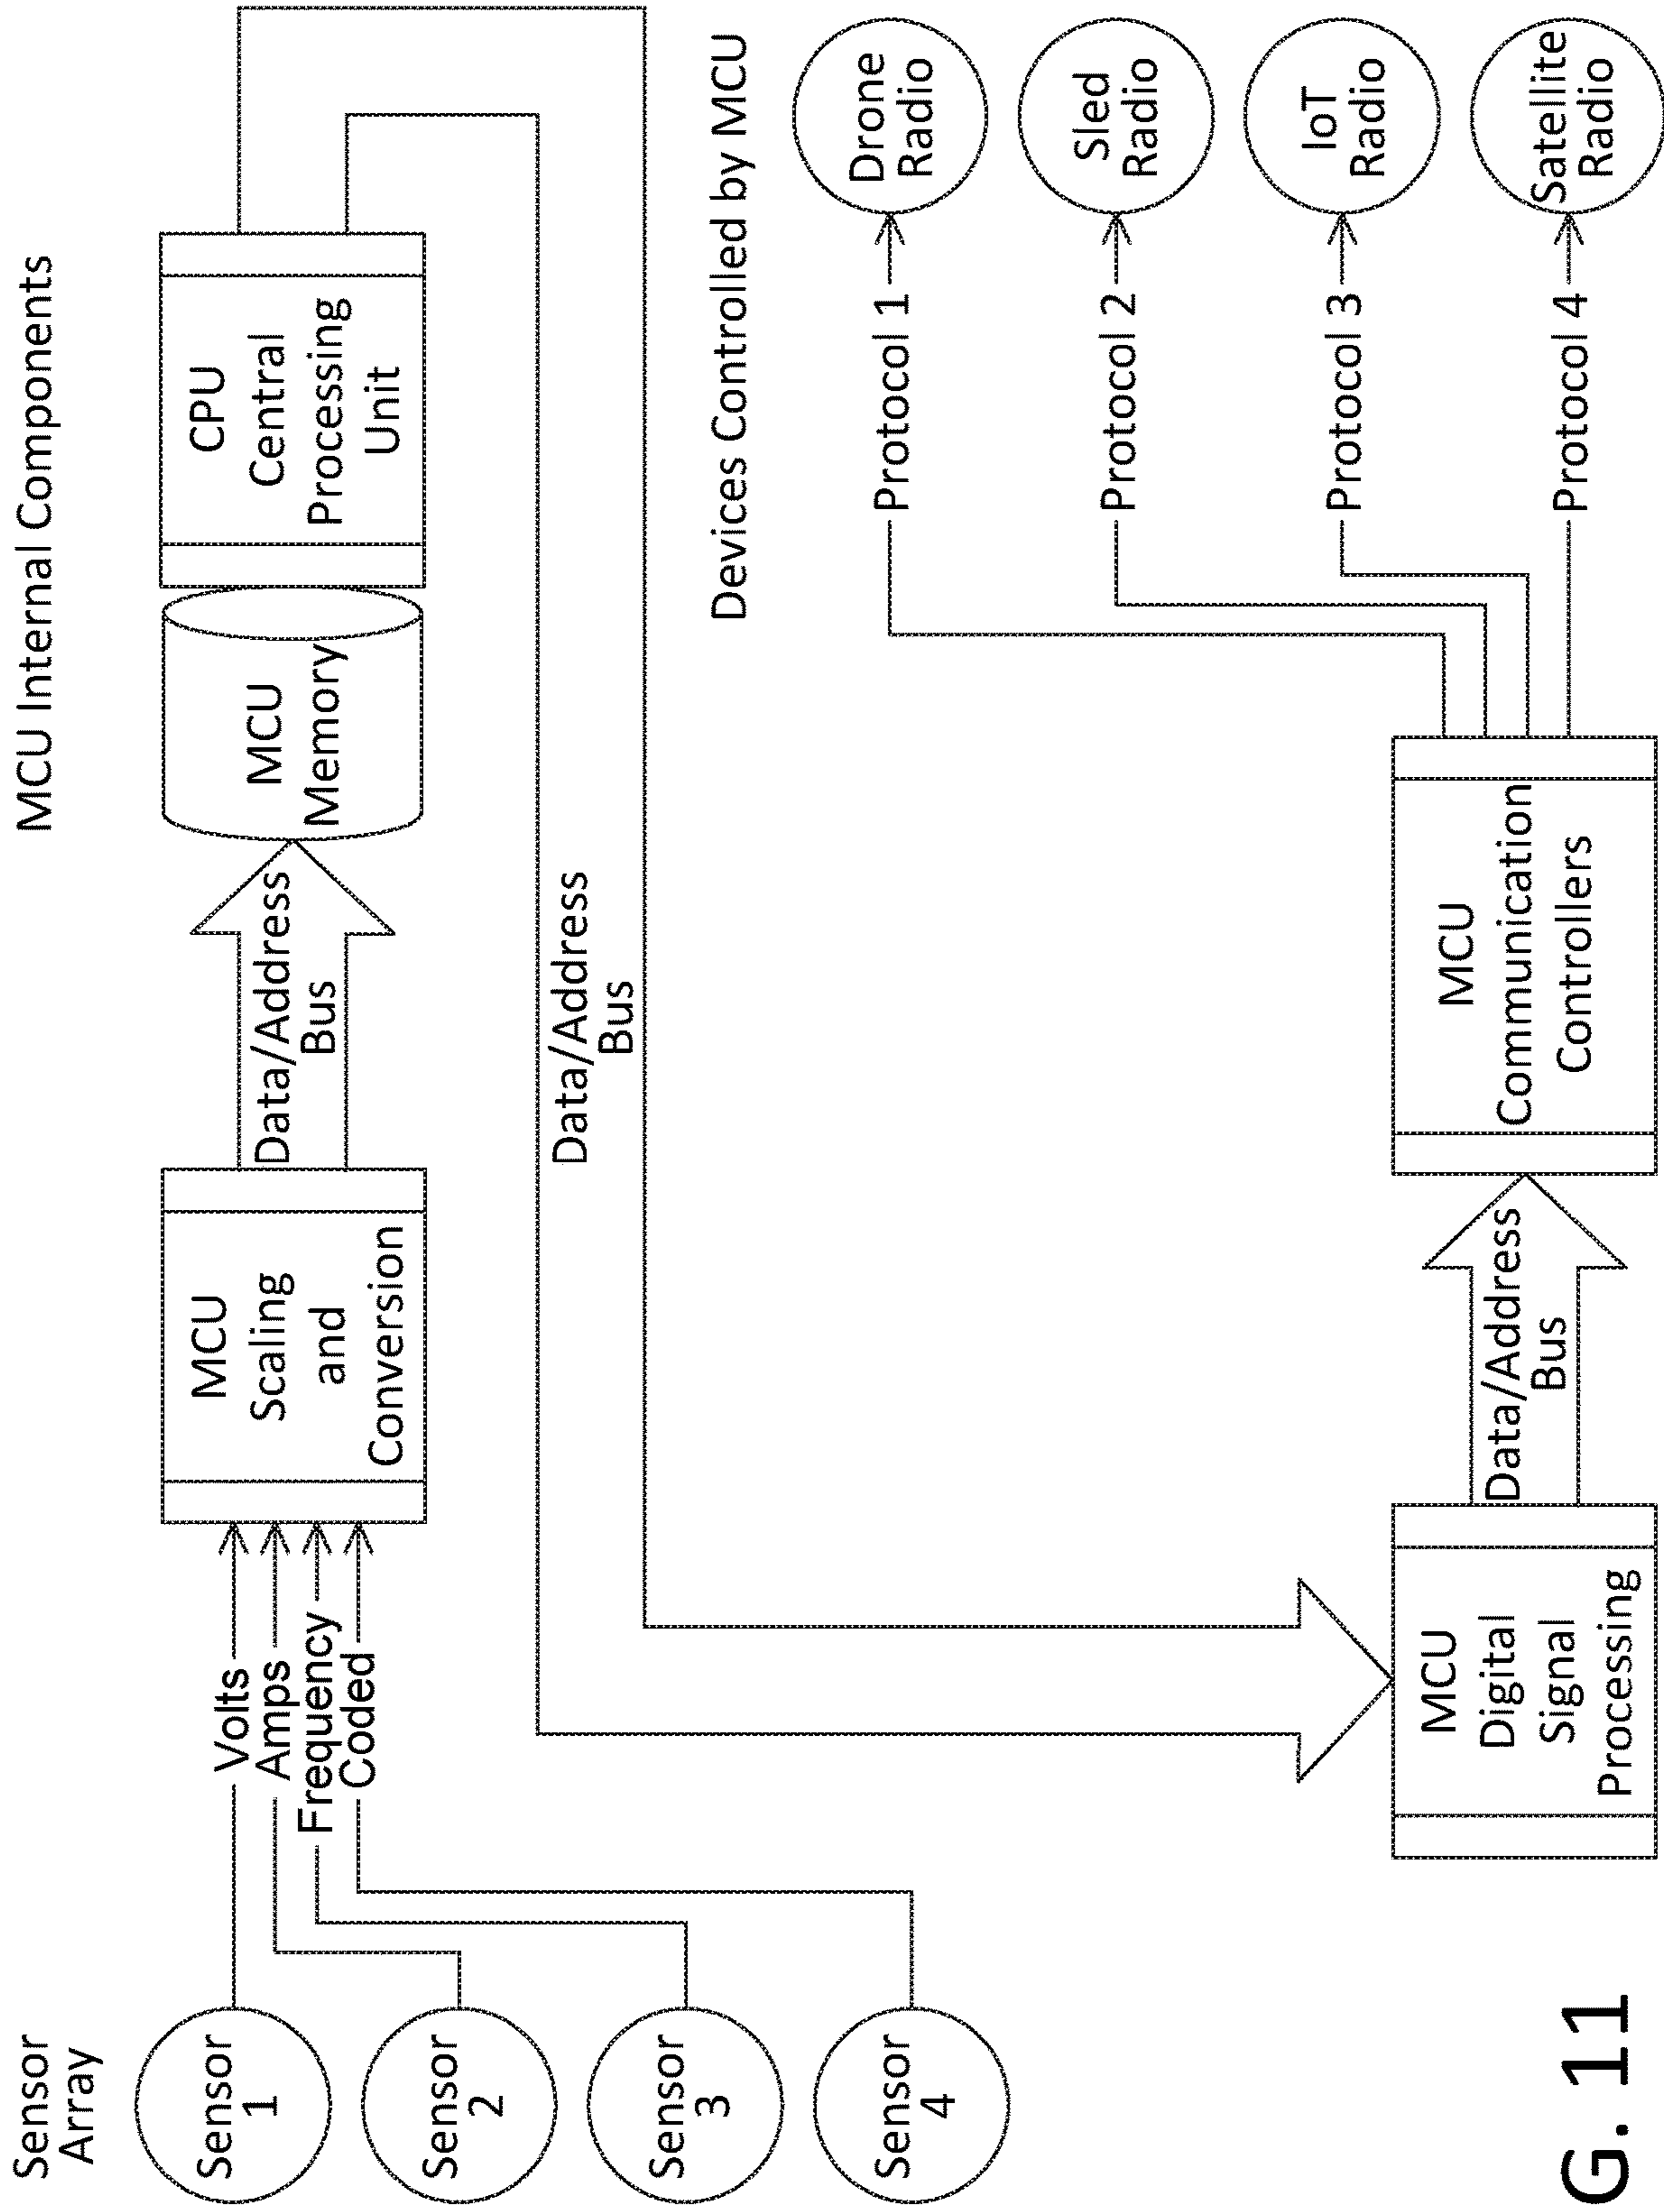 Sensor
Array
MCU Internal Components
Sensor
1
Sensor
2
Sensor
3
Sensor
4
Volts
Amps
Frequency
Coded
MCU
Scaling
and
Conversion
Data/Address
Bus
MCU
Memory
CPU
Central
Processing
Unit
Data/Address
Bus
Devices Controlled by MCU
MCU
Digital
Signal
Processing
Data/Address
Bus
MCU
Communication
Controllers
Protocol 1
Protocol 2
Protocol 3
Protocol 4
Drone
Radio
Sled
Radio
IoT
Radio
Satellite
Radio
G. 11